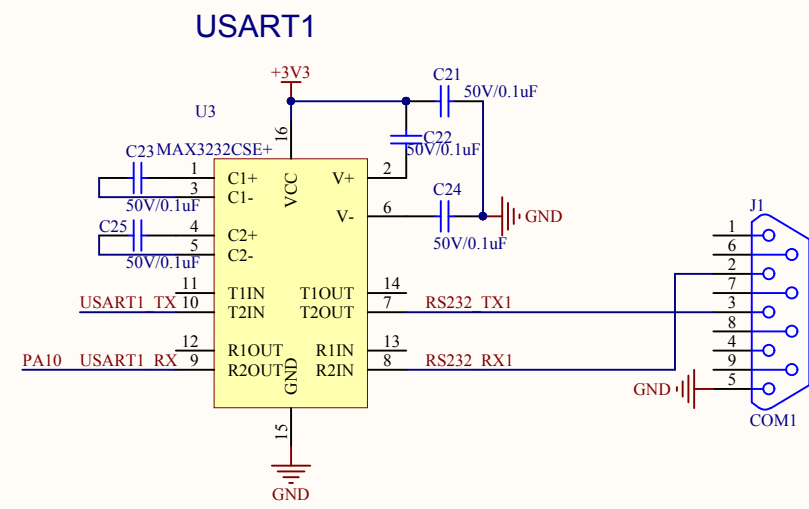 USART1
+3V3
C21
50V/0.1uF
U3
16
C22
50V/0.1uF
C23
MAX3232CSE+
1
C1+
VCC
V+
2
3
C1-
50V/0.1uF
C24
V-
6
GND
50V/0.1uF
C25
4
C2+
5
C2-
50V/0.1uF
J1
1
6
2
7
3
8
4
9
5
11
T1IN
T1OUT
14
USART1_TX
10
T2IN
T2OUT
7
RS232_TX1
12
R1OUT
R1IN
13
PA10
USART1_RX
9
R2OUT
GND
R2IN
8
RS232_RX1
GND
COM1
15
GND